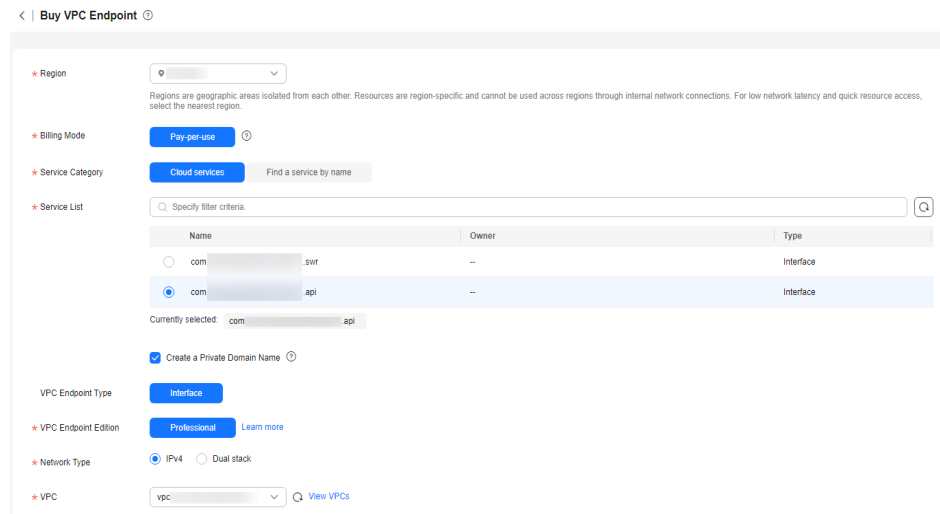 Buy VPC Endpoint
* Region
Regions are geographic areas isolated from each other. Resources are region-specific and cannot be used across regions through internal network connections. For low network latency and quick resource access,
select the nearest region.
* Billing Mode Pay-per-use
* Service Category Cloud services Find a service by name
* Service List Specify filter criteria.
Name Owner Type
com .swr -- Interface
com .api -- Interface
Currently selected: com .api
Create a Private Domain Name
VPC Endpoint Type Interface
* VPC Endpoint Edition Professional Learn more
* Network Type IPv4 Dual stack
* VPC vpc View VPCs